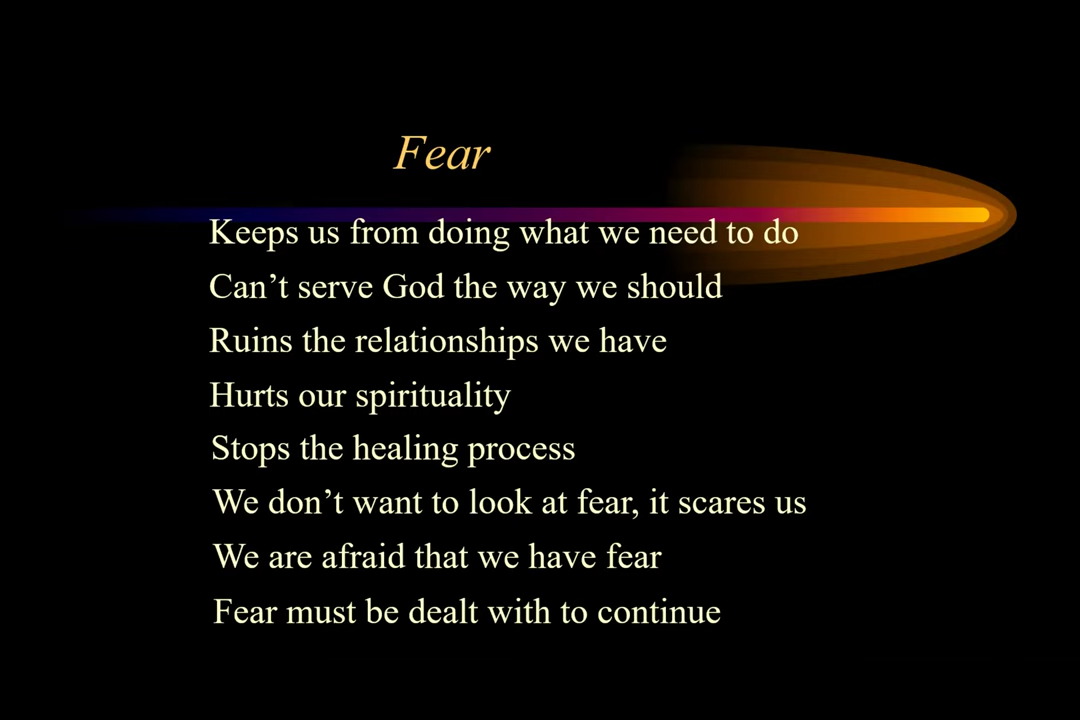 Fear
Keeps us from doing what we need to do
Can’t serve God the way we should
Ruins the relationships we have
Hurts our spirituality
Stops the healing process
We don’t want to look at fear, it scares us
We are afraid that we have fear
Fear must be dealt with to continue